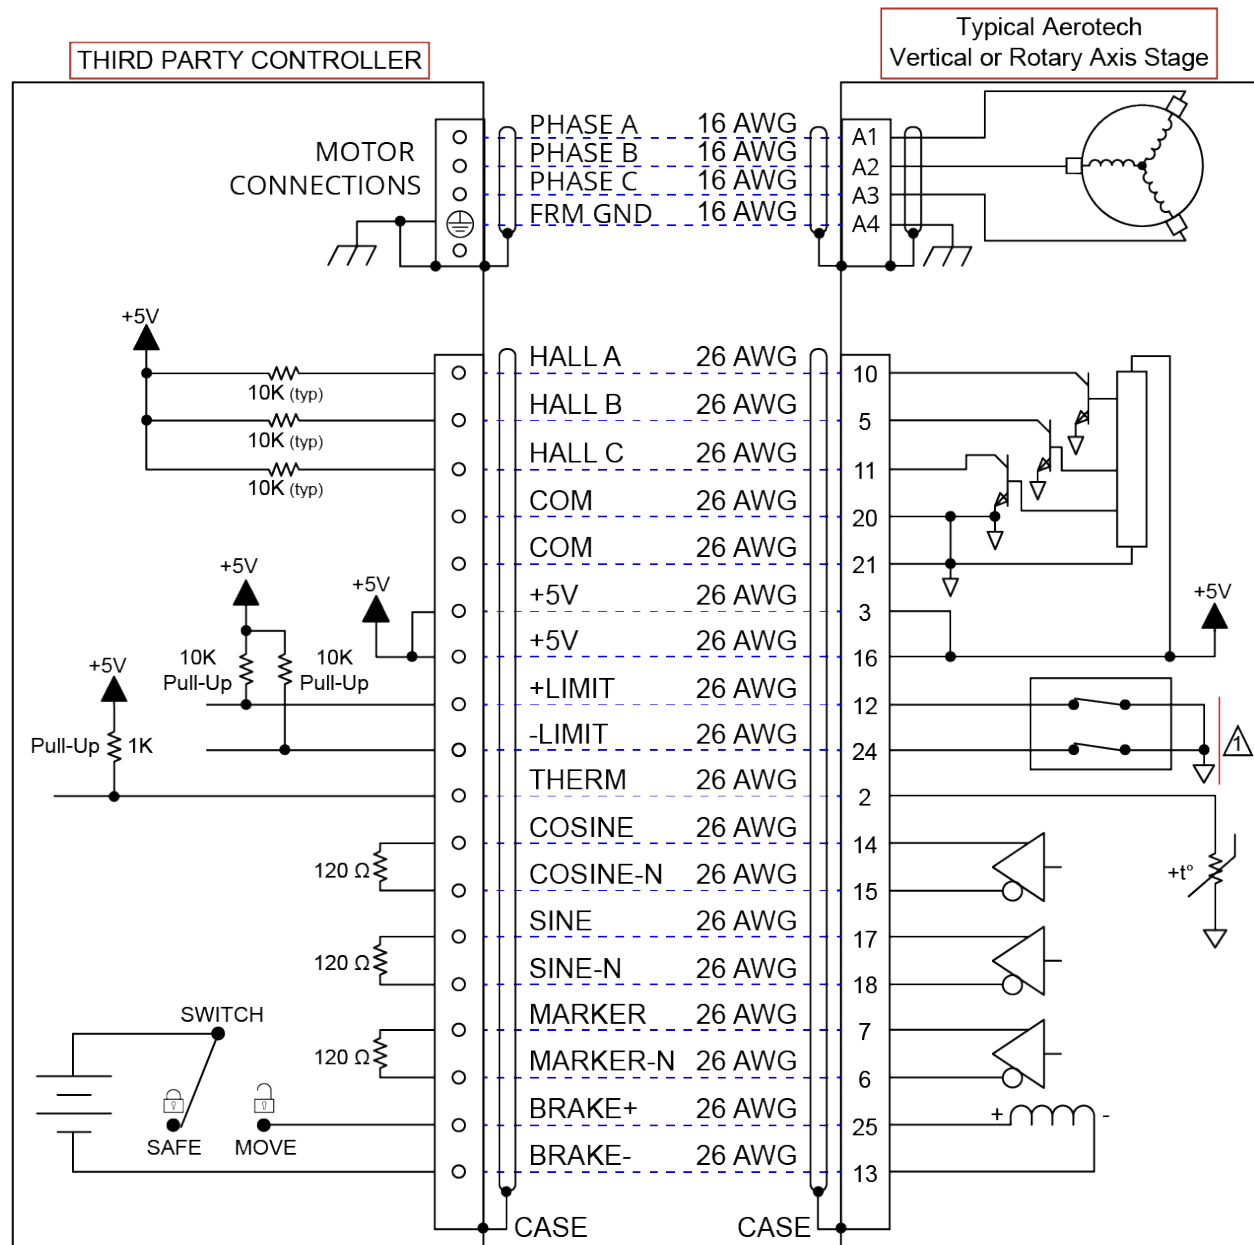 Typical Aerotech
Vertical or Rotary Axis Stage
THIRD PARTY CONTROLLER
MOTOR
CONNECTIONS
PHASE A 16 AWG A1
PHASE B 16 AWG A2
PHASE C 16 AWG A3
FRM GND 16 AWG A4
+5V
10K (typ)
10K (typ)
10K (typ)
HALL A 26 AWG 10
HALL B 26 AWG 5
HALL C 26 AWG 11
COM 26 AWG 20
COM 26 AWG 21
+5V 26 AWG 3
+5V 26 AWG 16
+LIMIT 26 AWG 12
-LIMIT 26 AWG 24
THERM 26 AWG 2
COSINE 26 AWG 14
COSINE-N 26 AWG 15
SINE 26 AWG 17
SINE-N 26 AWG 18
MARKER 26 AWG 7
MARKER-N 26 AWG 6
BRAKE+ 26 AWG 25
BRAKE- 26 AWG 13
CASE CASE
+5V
+5V
10K
Pull-Up
10K
Pull-Up
+5V
Pull-Up 1K
120 Ω
120 Ω
120 Ω
SWITCH
SAFE MOVE
+5V
1
+t°
+ -